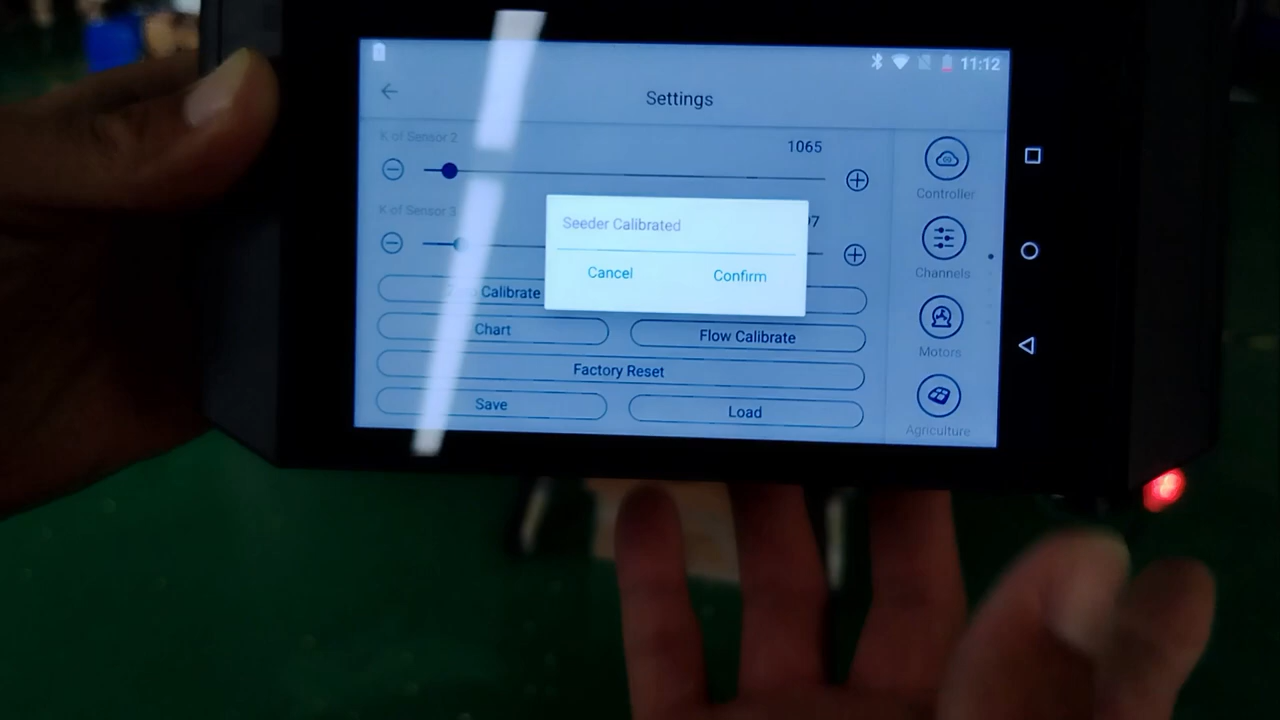 11:12
Settings
K of Sensor 2
1065
K of Sensor 3
7
Seeder Calibrated
Cancel
Confirm
Calibrate
Chart
Flow Calibrate
Factory Reset
Save
Load
Controller
Channels
Motors
Agriculture